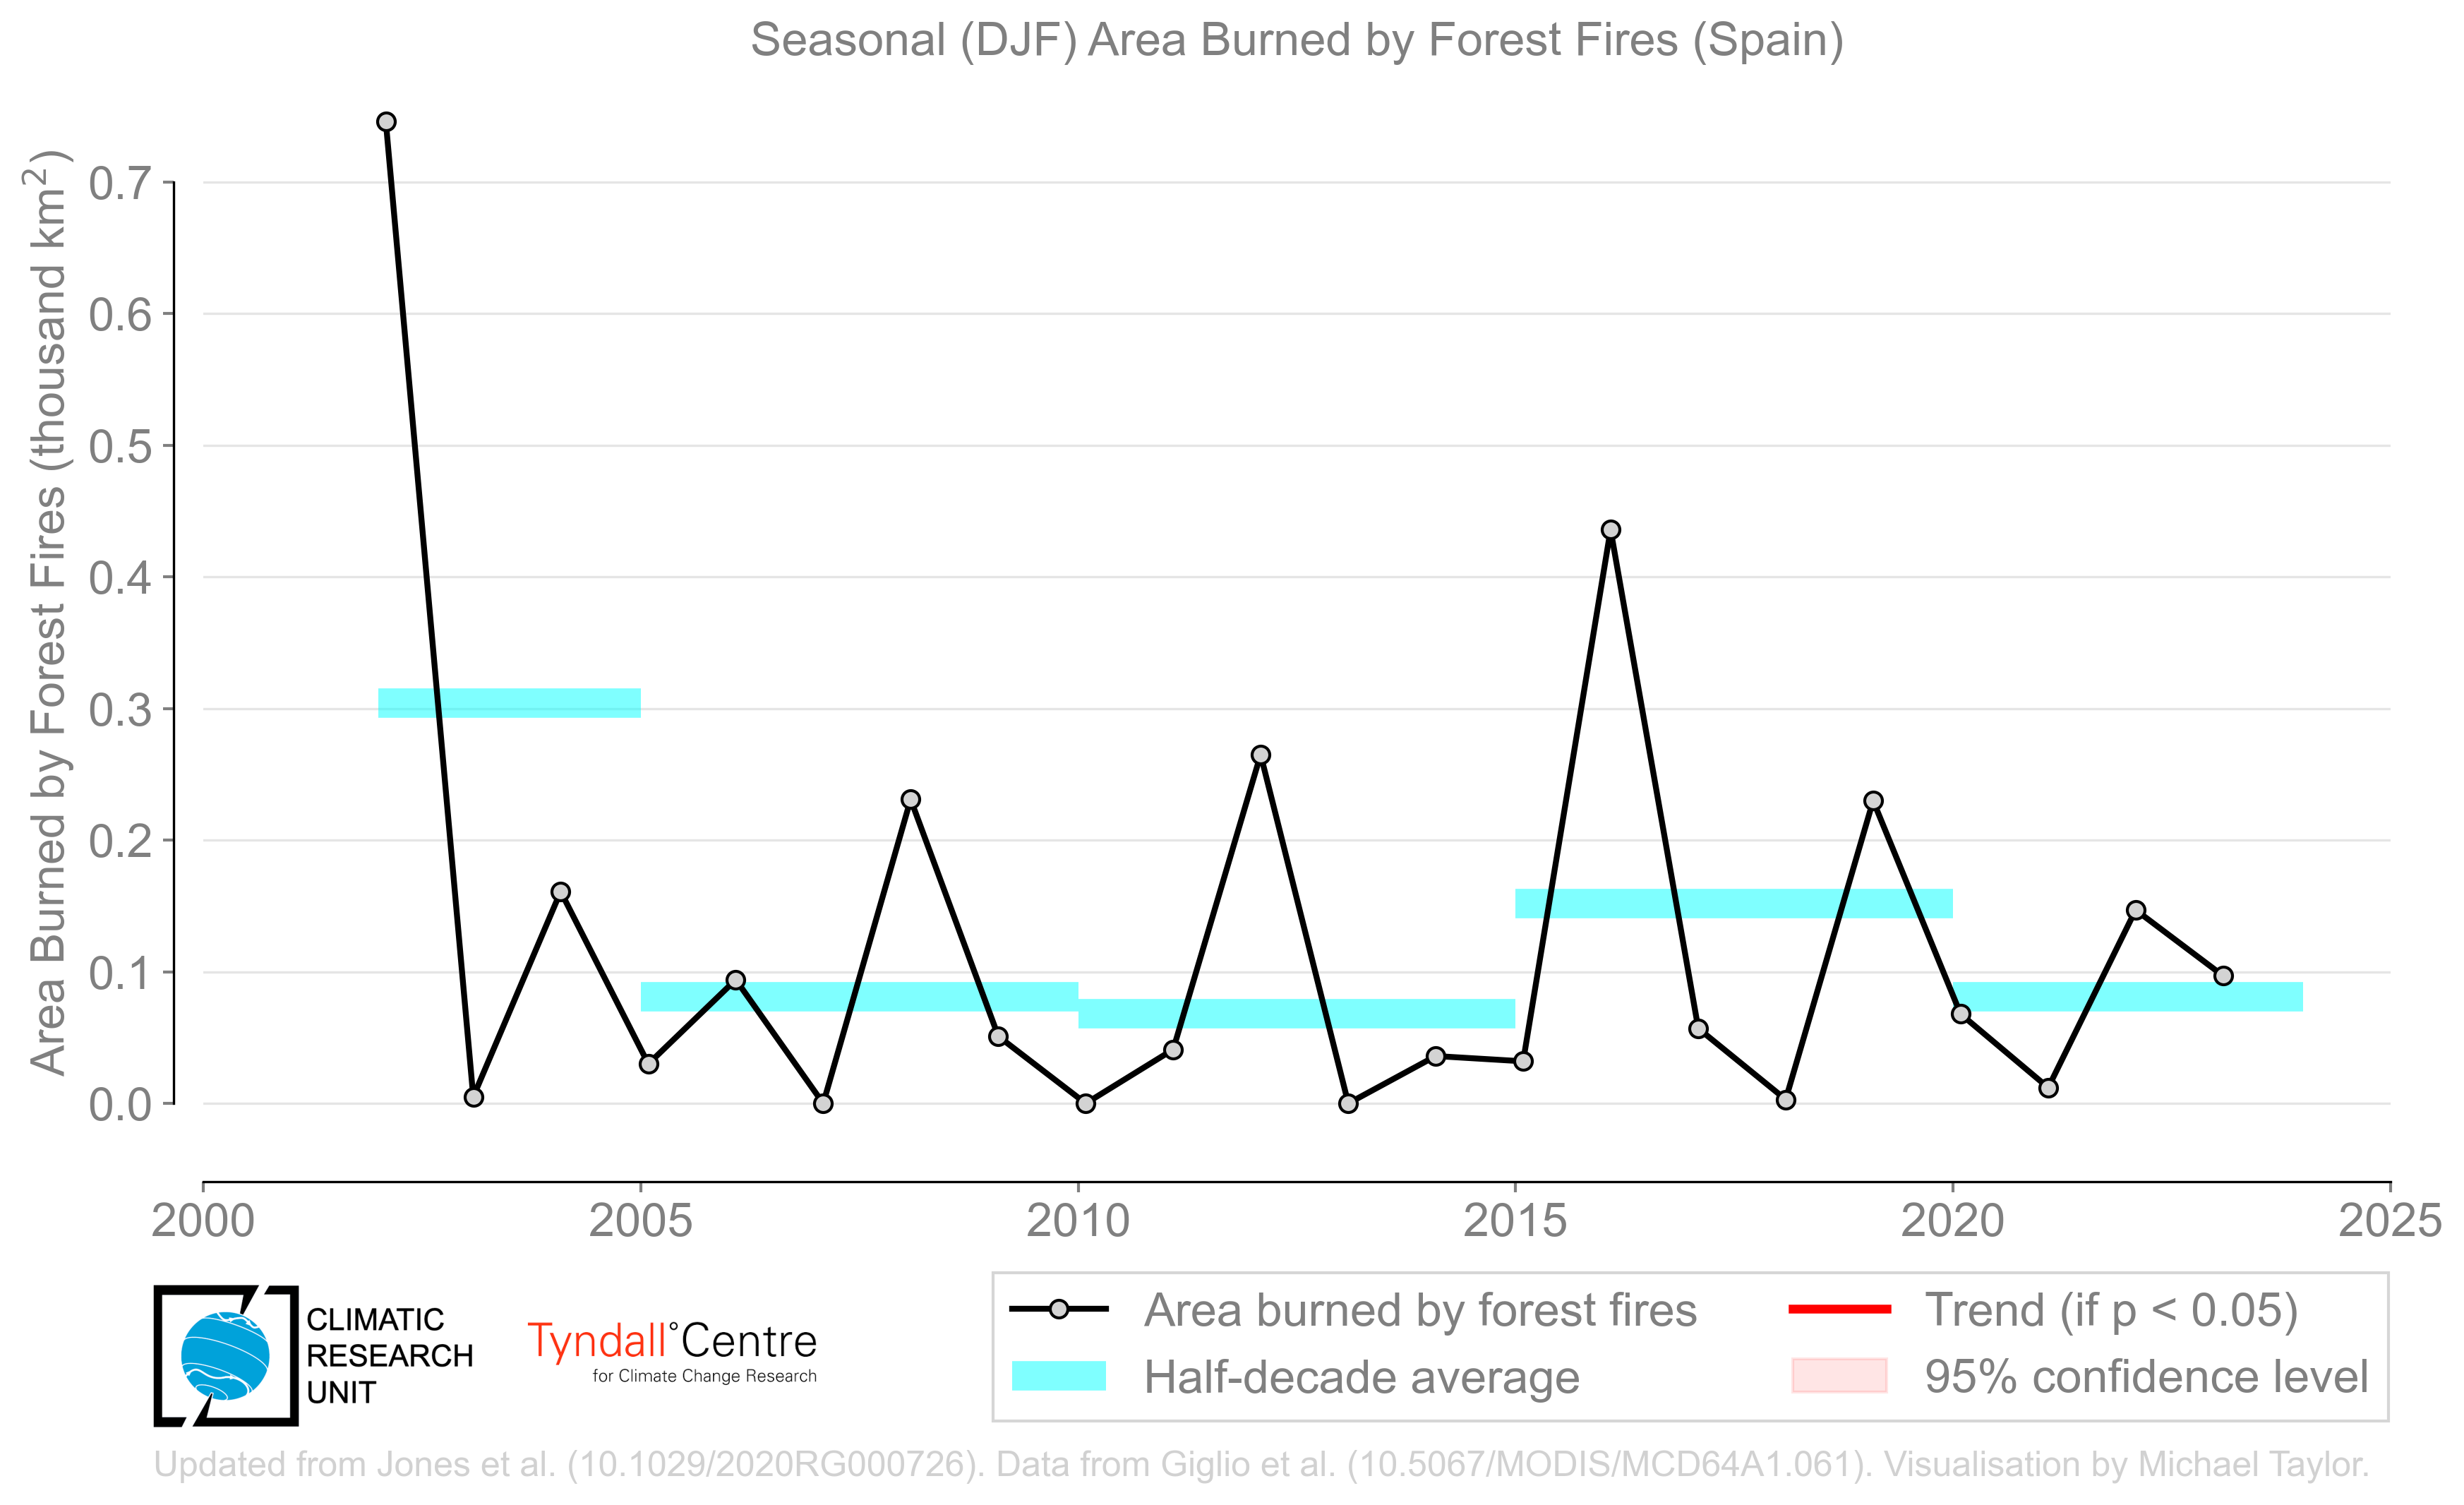 Seasonal (DJF) Area Burned by Forest Fires (Spain)
Area Burned by Forest Fires (thousand km²)
0.7
0.6
0.5
0.4
0.3
0.2
0.1
0.0
2000 2005 2010 2015 2020 2025
CLIMATIC
RESEARCH
UNIT
Tyndall°Centre
for Climate Change Research
Area burned by forest fires
Half-decade average
Trend (if p < 0.05)
95% confidence level
Updated from Jones et al. (10.1029/2020RG000726). Data from Giglio et al. (10.5067/MODIS/MCD64A1.061). Visualisation by Michael Taylor.